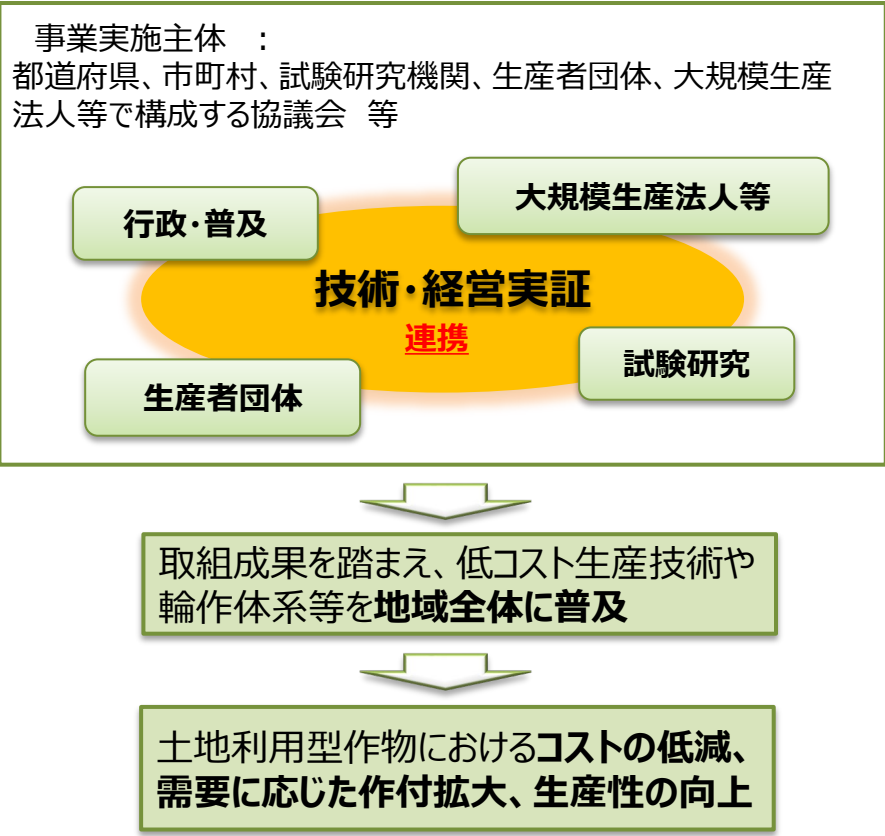 事業実施主体 :
都道府県、市町村、試験研究機関、生産者団体、大規模生産
法人等で構成する協議会 等
行政・普及
大規模生産法人等
技術・経営実証
連携
生産者団体
試験研究
取組成果を踏まえ、低コスト生産技術や
輪作体系等を地域全体に普及
土地利用型作物におけるコストの低減、
需要に応じた作付拡大、生産性の向上